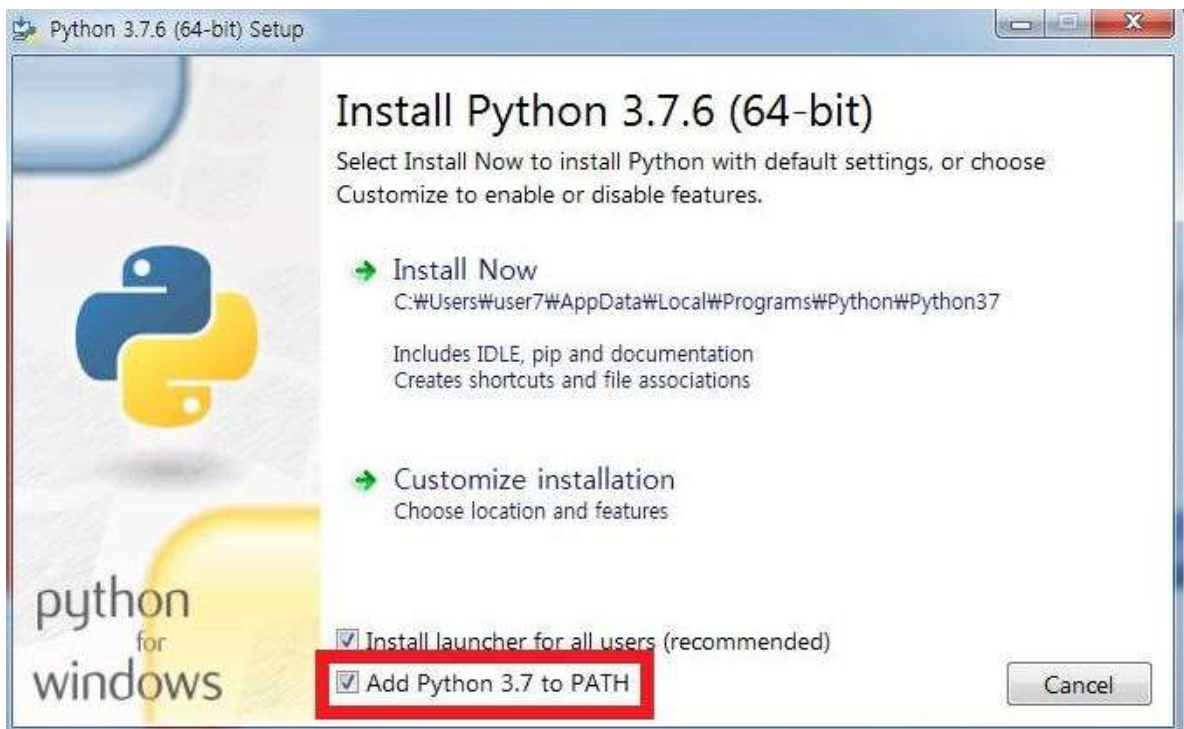 Python 3.7.6 (64-bit) Setup
Install Python 3.7.6 (64-bit)
Select Install Now to install Python with default settings, or choose
Customize to enable or disable features.
Install Now
C:₩Users₩user7₩AppData₩Local₩Programs₩Python₩Python37
Includes IDLE, pip and documentation
Creates shortcuts and file associations
Customize installation
Choose location and features
python
for
windows
Install launcher for all users (recommended)
Add Python 3.7 to PATH
Cancel